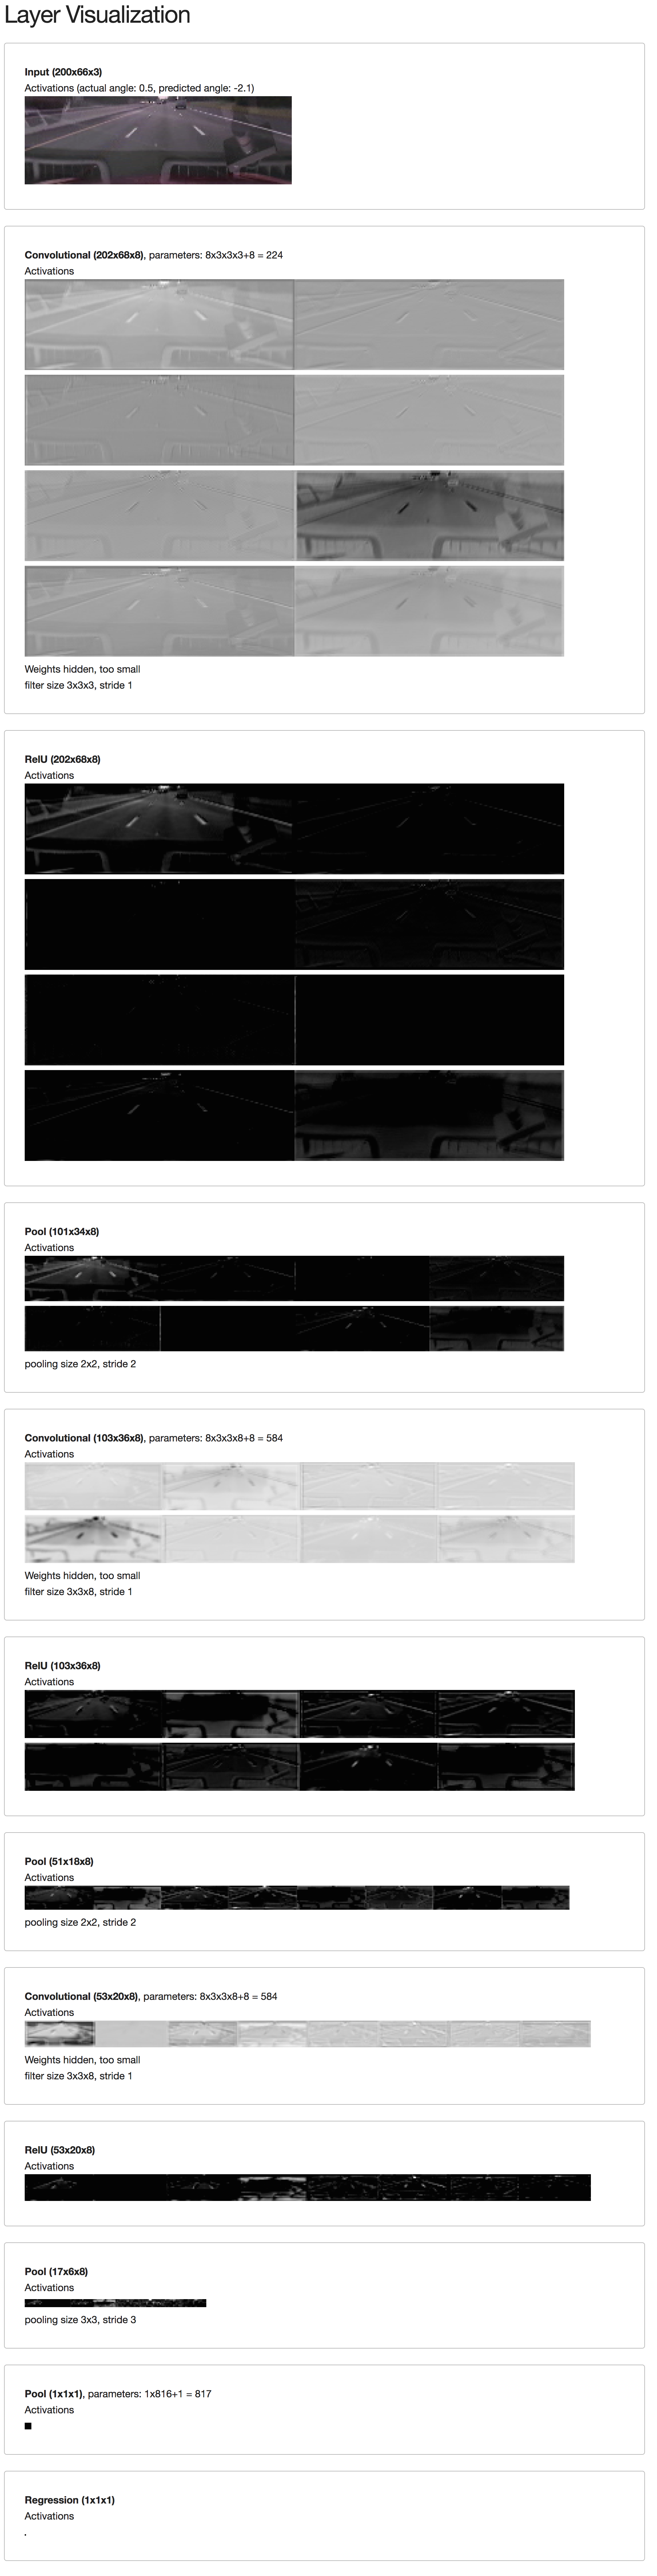 Layer Visualization
Input (200x66x3)
Activations (actual angle: 0.5, predicted angle: -2.1)
Convolutional (202x68x8), parameters: 8x3x3x3+8 = 224
Activations
Weights hidden, too small
filter size 3x3x3, stride 1
RelU (202x68x8)
Activations
Pool (101x34x8)
Activations
pooling size 2x2, stride 2
Convolutional (103x36x8), parameters: 8x3x3x8+8 = 584
Activations
Weights hidden, too small
filter size 3x3x8, stride 1
RelU (103x36x8)
Activations
Pool (51x18x8)
Activations
pooling size 2x2, stride 2
Convolutional (53x20x8), parameters: 8x3x3x8+8 = 584
Activations
Weights hidden, too small
filter size 3x3x8, stride 1
RelU (53x20x8)
Activations
Pool (17x6x8)
Activations
pooling size 3x3, stride 3
Pool (1x1x1), parameters: 1x816+1 = 817
Activations
Regression (1x1x1)
Activations